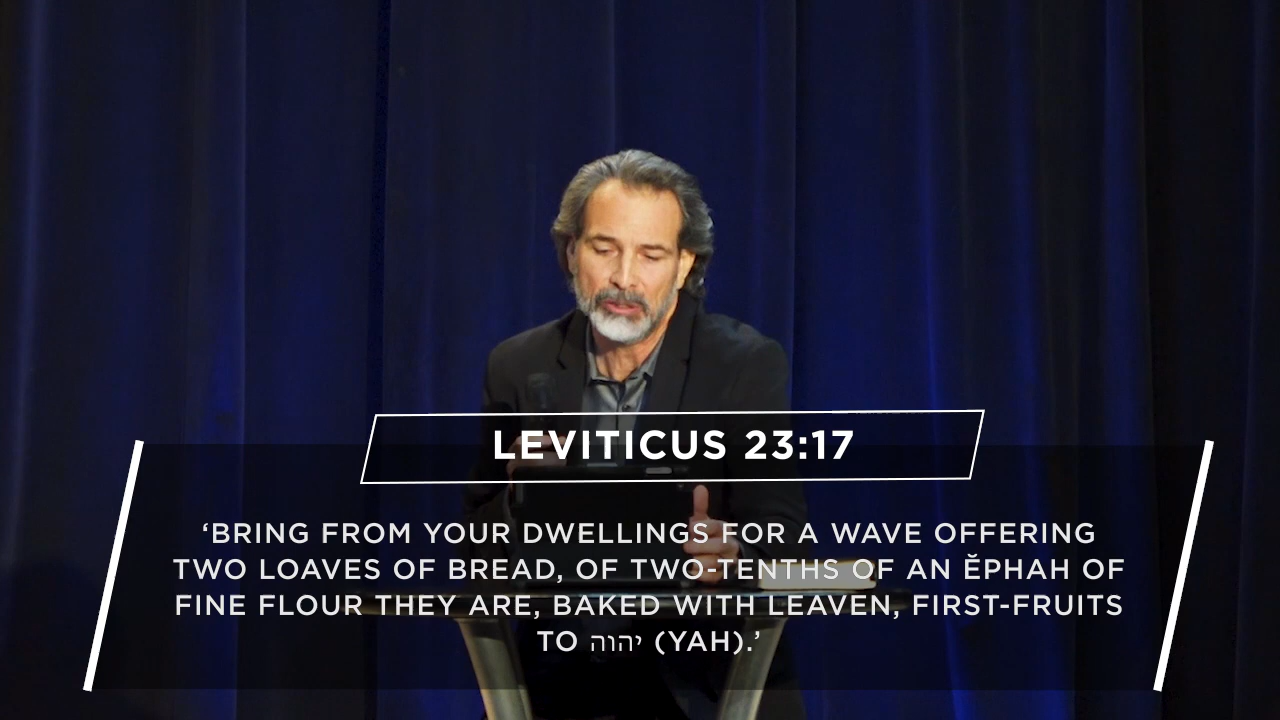 LEVITICUS 23:17
‘BRING FROM YOUR DWELLINGS FOR A WAVE OFFERING
TWO LOAVES OF BREAD, OF TWO-TENTHS OF AN ĔPHAH OF
FINE FLOUR THEY ARE, BAKED WITH LEAVEN, FIRST-FRUITS
TO יהוה (YAH).’